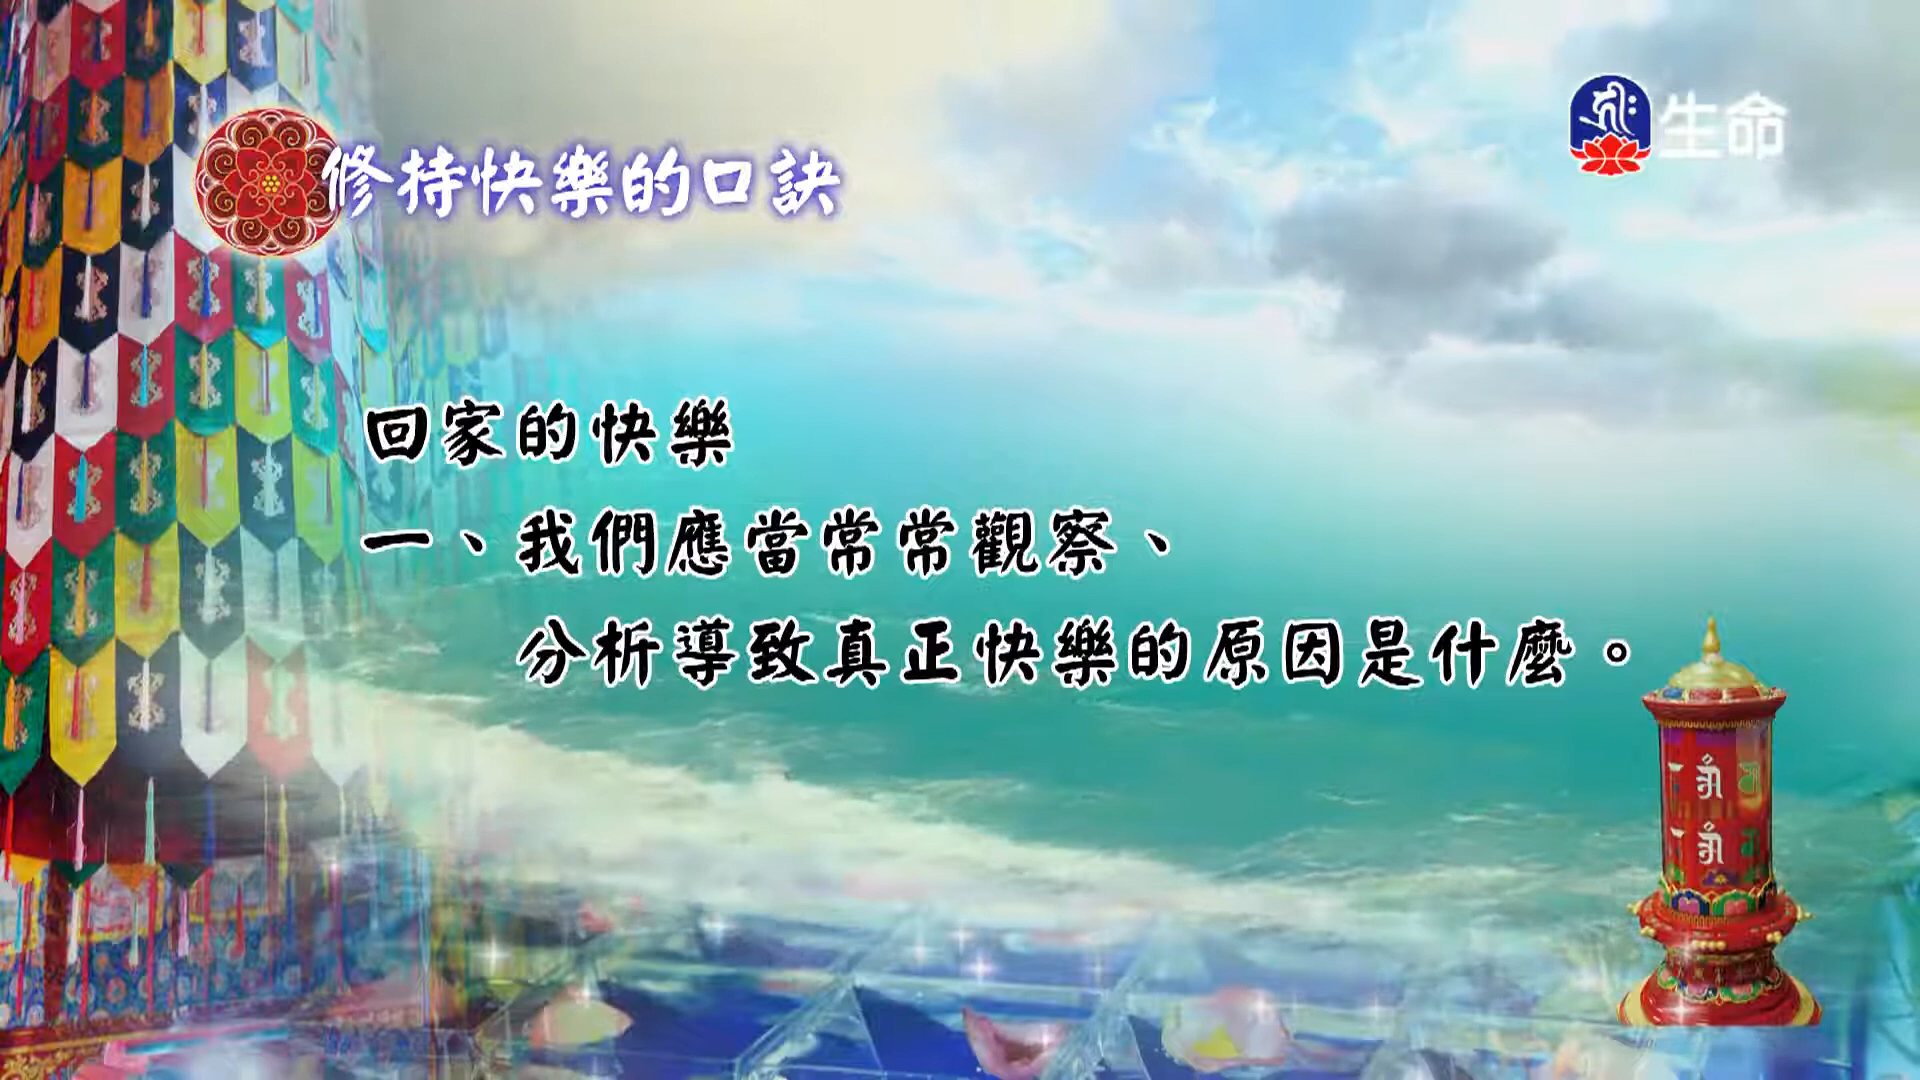 修持快樂的口訣
生命
回家的快樂
一、我們應當常常觀察、
分析導致真正快樂的原因是什麼。